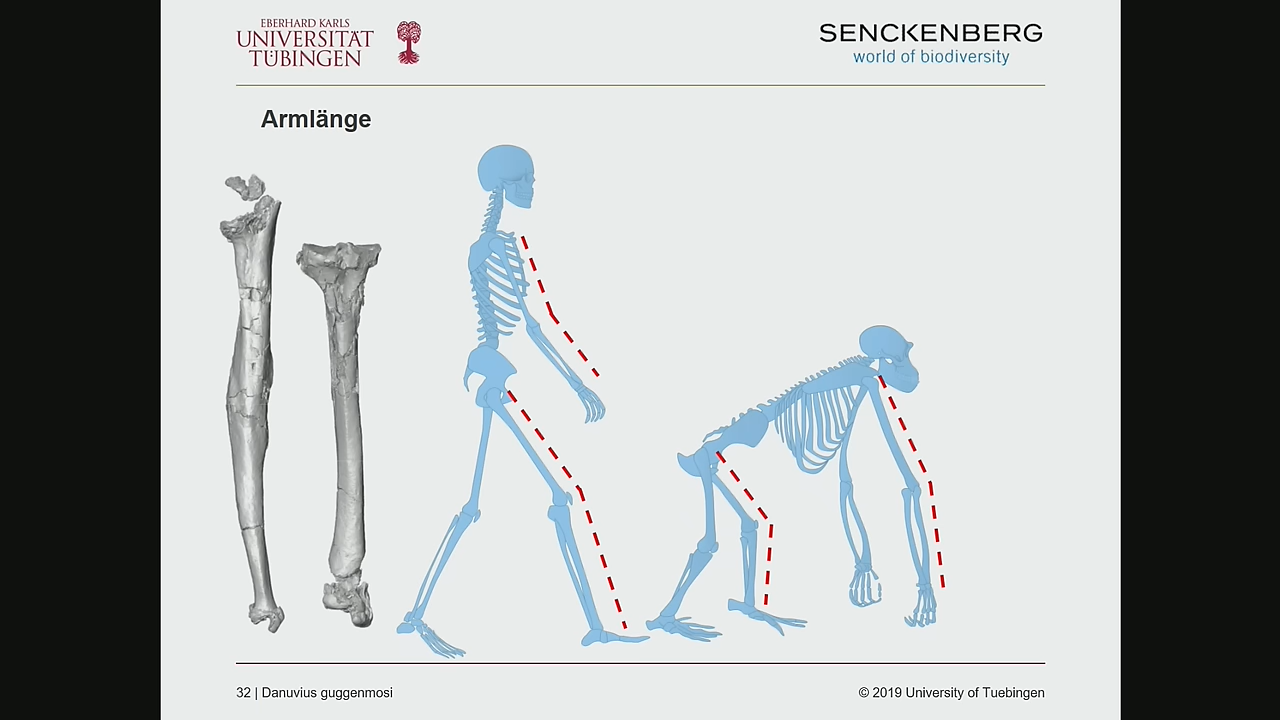 EBERHARD KARLS
UNIVERSITÄT
TÜBINGEN
SENCKENBERG
world of biodiversity
Armlänge
32 | Danuvius guggenmosi
© 2019 University of Tuebingen